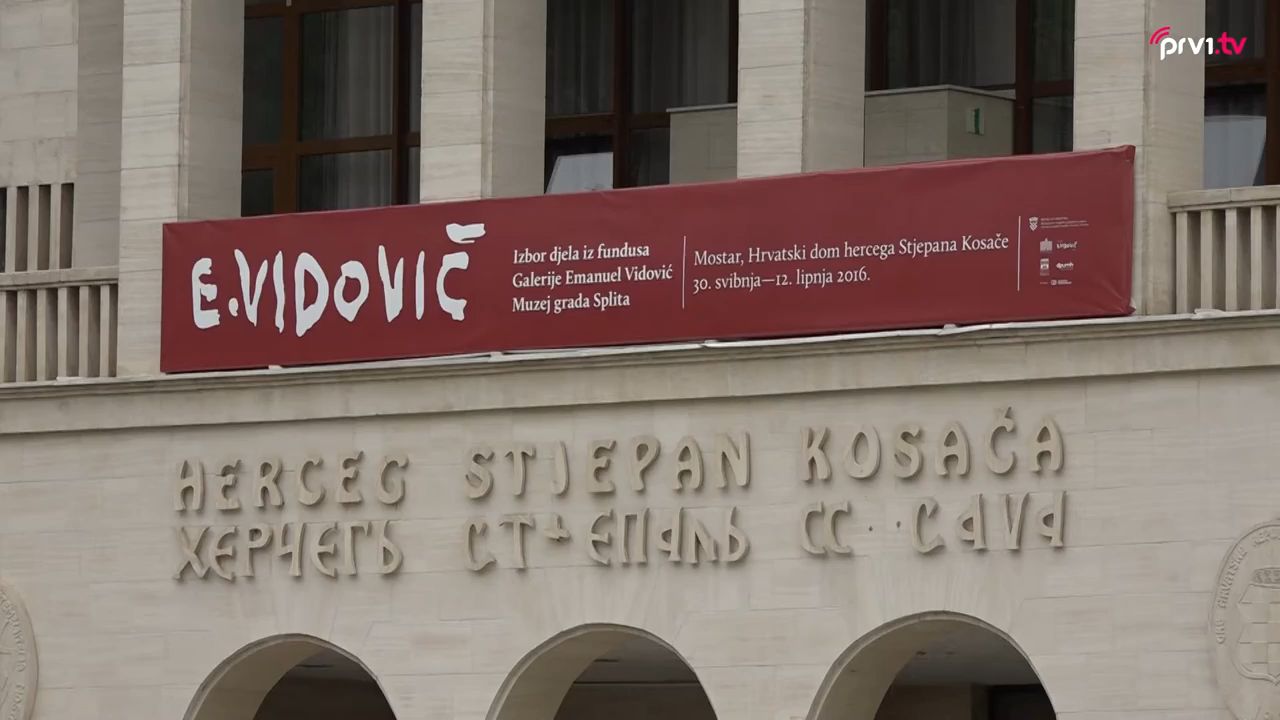 prv1.tv
E.VIDOVIČ
Izbor djela iz fundusa
Galerije Emanuel Vidović
Muzej grada Splita
Mostar, Hrvatski dom hercega Stjepana Kosače
30. svibnja—12. lipnja 2016.
HERCEG STJEPAN KOSAČA